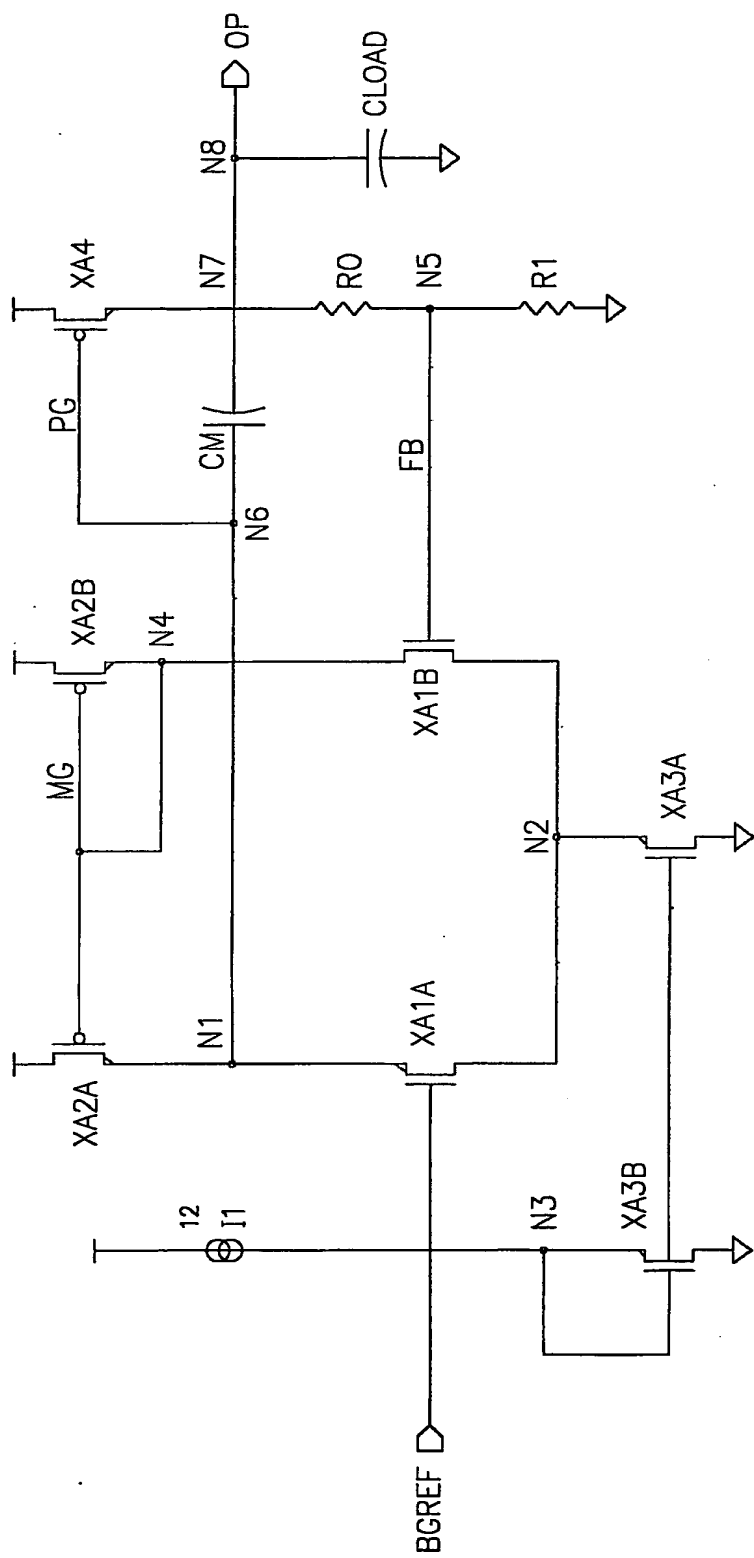 XA4
PG
N7
N8
OP
CM
N6
R0
CLOAD
N5
R1
FB
XA2B
MG
N4
XA1B
XA2A
N1
XA1A
N2
XA3A
12
I1
N3
XA3B
BGREF